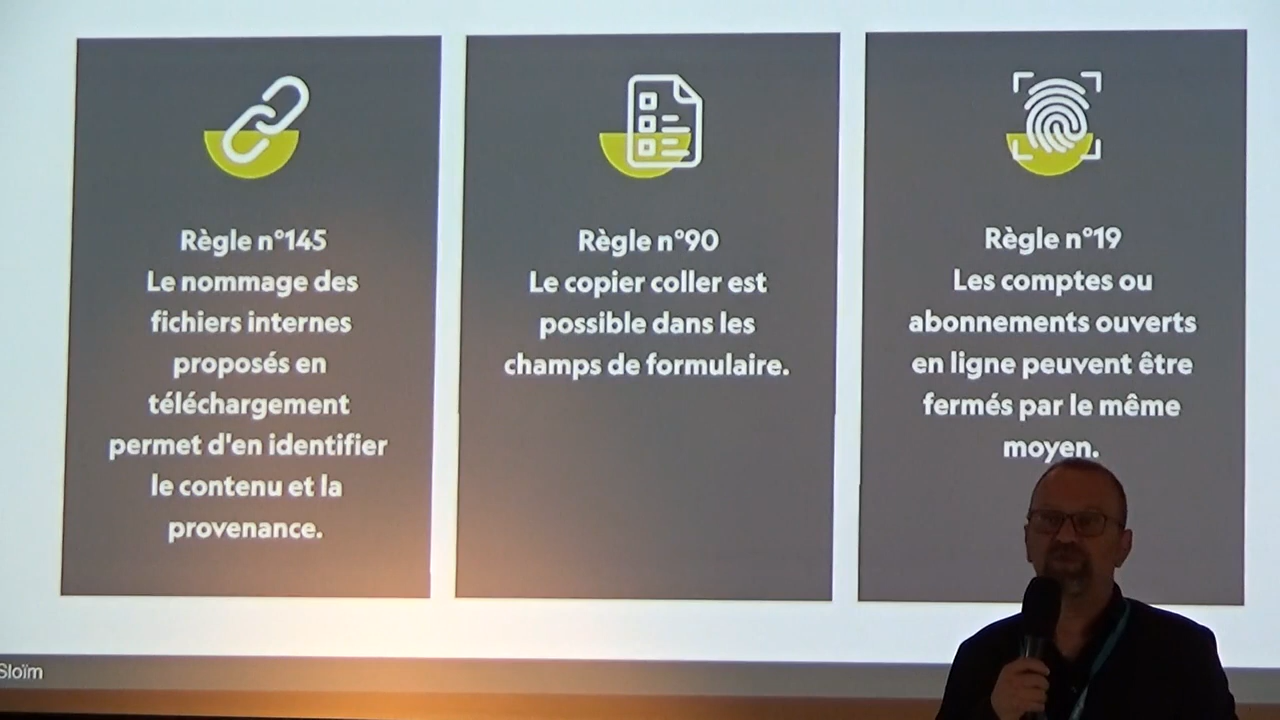 Règle n°145
Le nommage des
fichiers internes
proposés en
téléchargement
permet d'en identifier
le contenu et la
provenance.
Règle n°90
Le copier coller est
possible dans les
champs de formulaire.
Règle n°19
Les comptes ou
abonnements ouverts
en ligne peuvent être
fermés par le même
moyen.
Sloïm